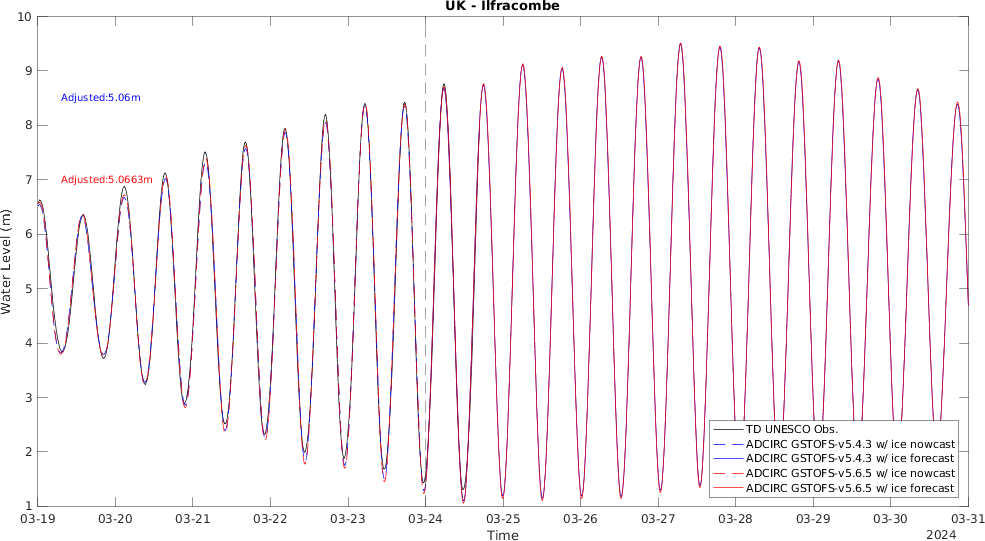 UK - Ilfracombe
10
9
8
7
6
5
4
3
2
1
Water Level (m)
Adjusted:5.06m
Adjusted:5.0663m
TD UNESCO Obs.
ADCIRC GSTOFS-v5.4.3 w/ ice nowcast
ADCIRC GSTOFS-v5.4.3 w/ ice forecast
ADCIRC GSTOFS-v5.6.5 w/ ice nowcast
ADCIRC GSTOFS-v5.6.5 w/ ice forecast
03-19 03-20 03-21 03-22 03-23 03-24 03-25 03-26 03-27 03-28 03-29 03-30 03-31
Time
2024